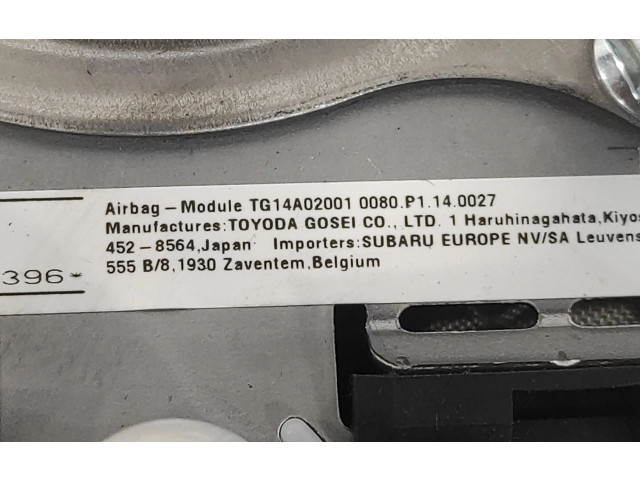 Airbag-Module TG14A02001 0080.P1.14.0027
Manufactures:TOYODA GOSEI CO., LTD. 1 Haruhinagahata,Kiyos
452-8564,Japan Importers:SUBARU EUROPE NV/SA Leuvens
555 B/8,1930 Zaventem,Belgium
396*